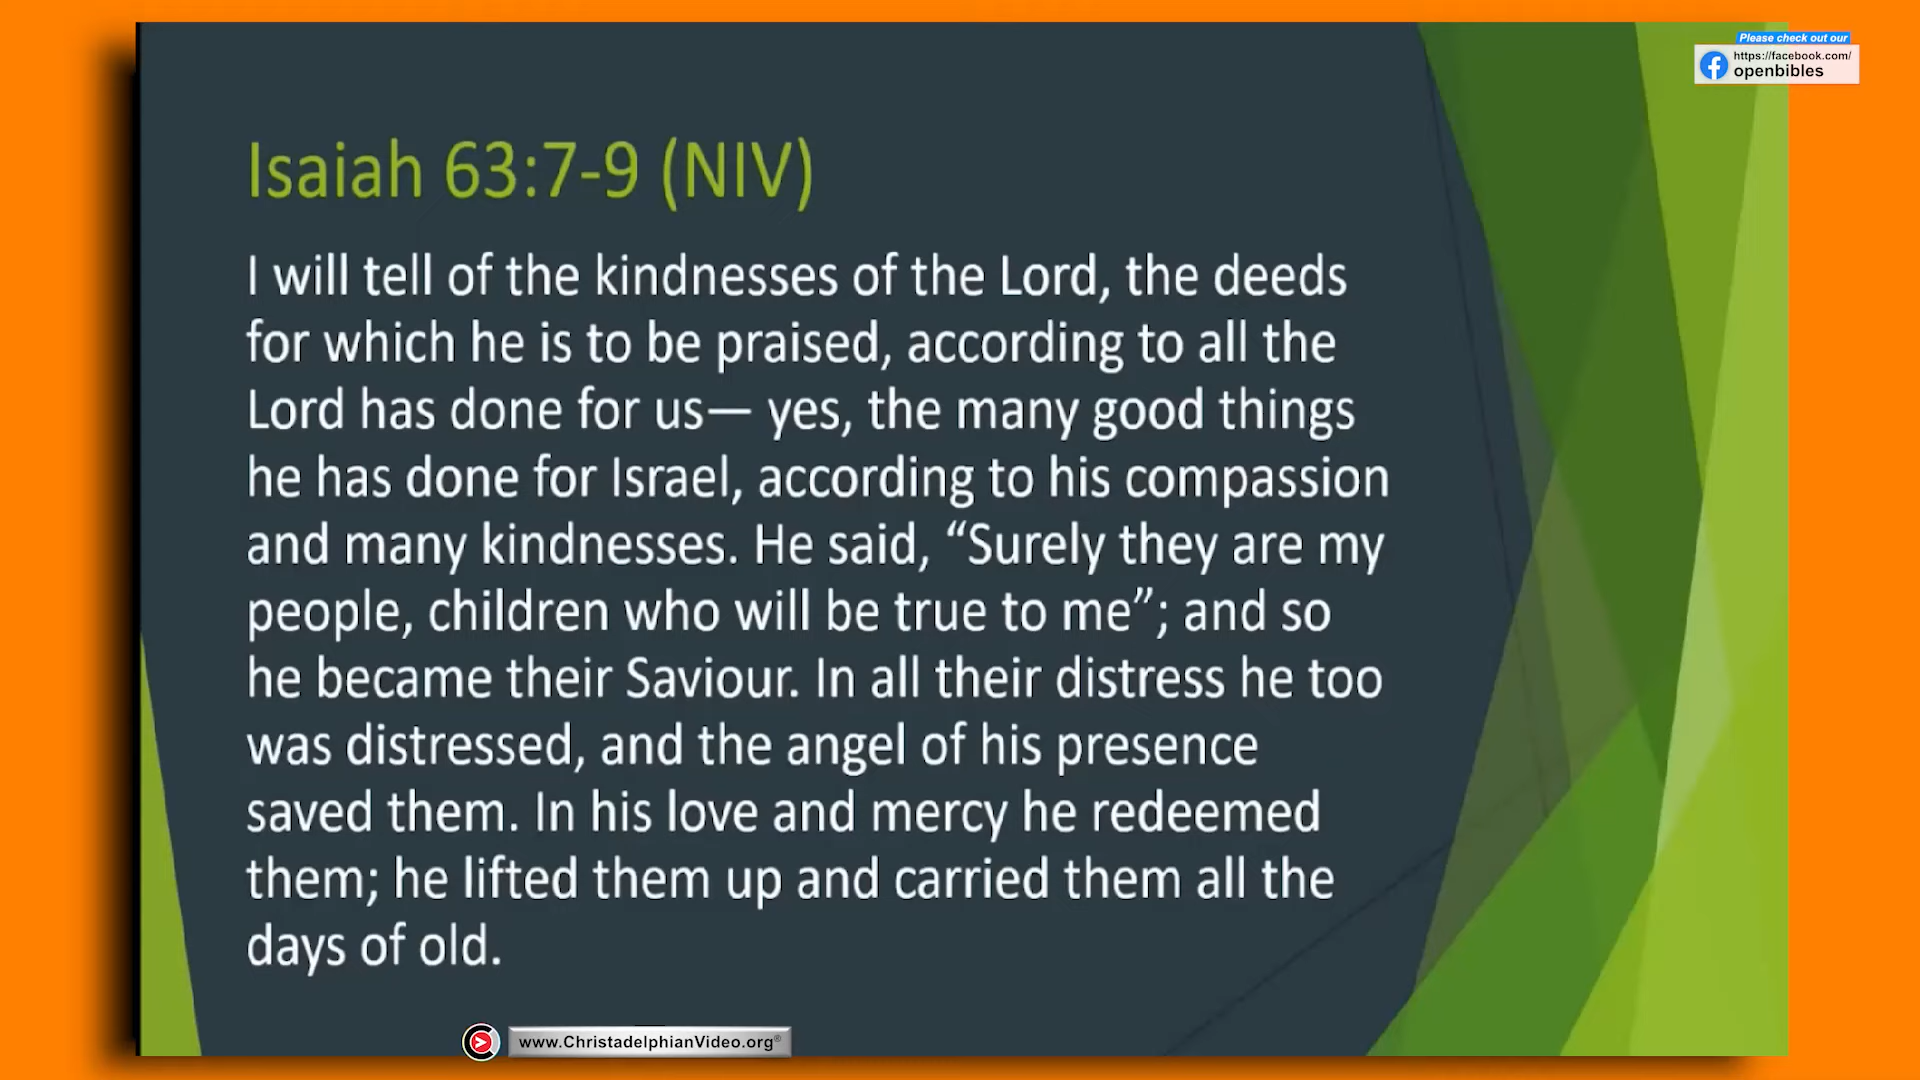 Please check out our
https://facebook.com/
openbibles
Isaiah 63:7-9 (NIV)
I will tell of the kindnesses of the Lord, the deeds
for which he is to be praised, according to all the
Lord has done for us— yes, the many good things
he has done for Israel, according to his compassion
and many kindnesses. He said, “Surely they are my
people, children who will be true to me”; and so
he became their Saviour. In all their distress he too
was distressed, and the angel of his presence
saved them. In his love and mercy he redeemed
them; he lifted them up and carried them all the
days of old.
www.ChristadelphianVideo.org®